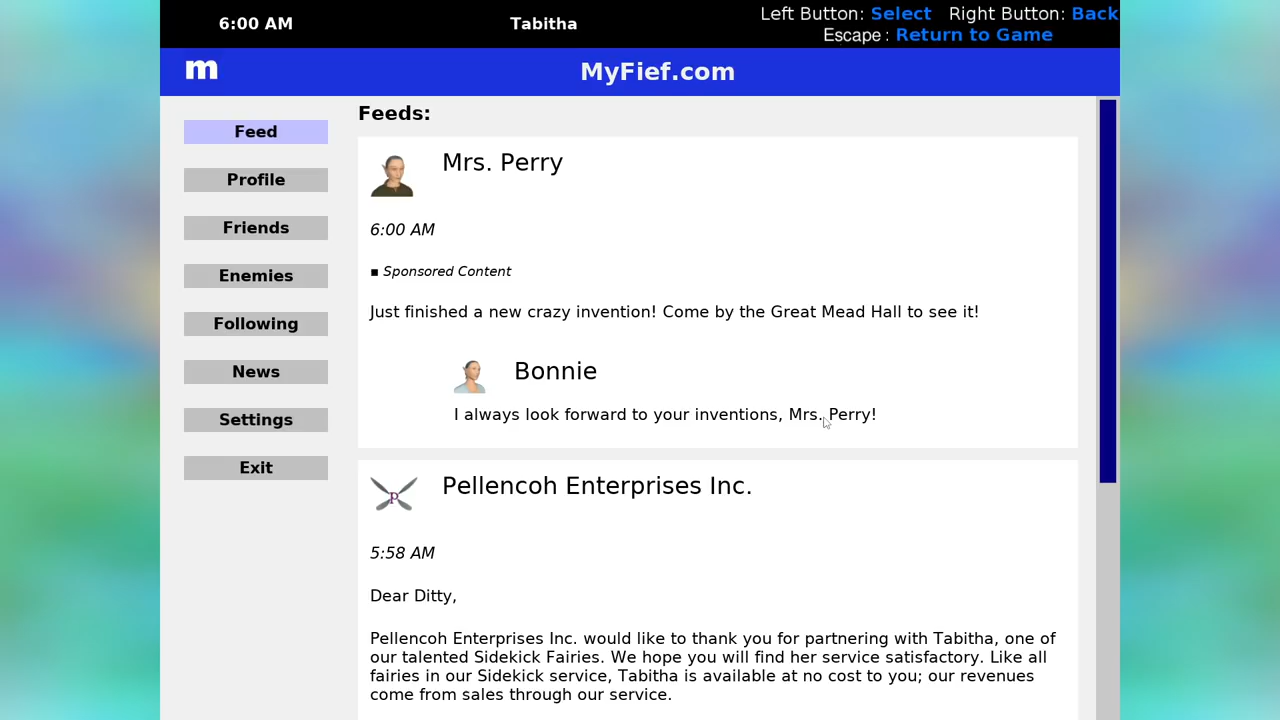 6:00 AM
Tabitha
Left Button: Select Right Button: Back
Escape : Return to Game
m
MyFief.com
Feed
Profile
Friends
Enemies
Following
News
Settings
Exit
Feeds:
Mrs. Perry
6:00 AM
▪ Sponsored Content
Just finished a new crazy invention! Come by the Great Mead Hall to see it!
Bonnie
I always look forward to your inventions, Mrs. Perry!
p
Pellencoh Enterprises Inc.
5:58 AM
Dear Ditty,
Pellencoh Enterprises Inc. would like to thank you for partnering with Tabitha, one of
our talented Sidekick Fairies. We hope you will find her service satisfactory. Like all
fairies in our Sidekick service, Tabitha is available at no cost to you; our revenues
come from sales through our service.